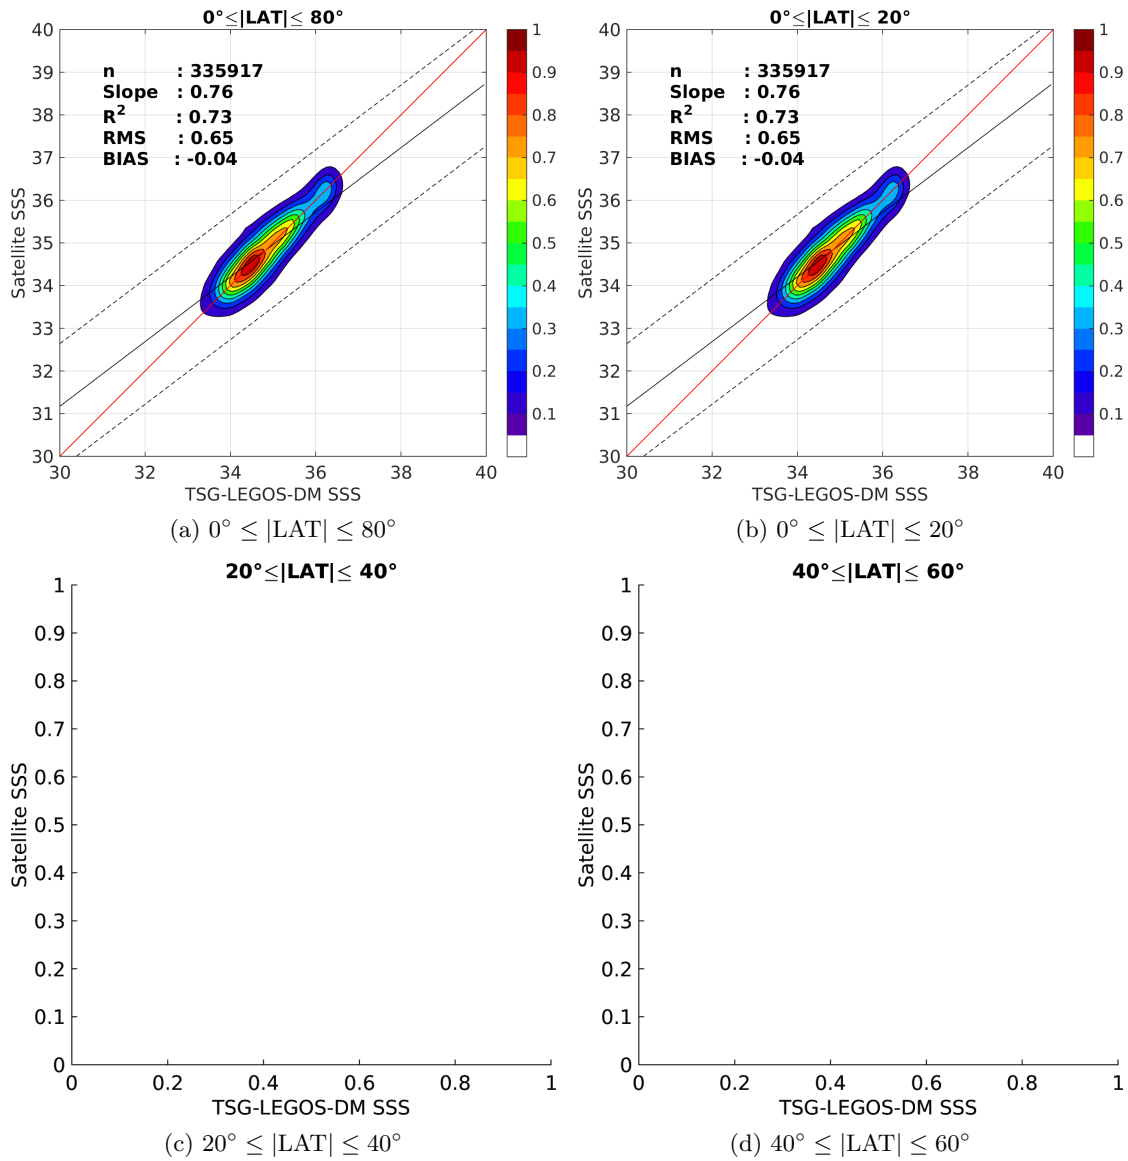 0°≤|LAT|≤ 80°
40
39
38
37
36
35
34
33
32
31
30
Satellite SSS
n : 335917
Slope : 0.76
R² : 0.73
RMS : 0.65
BIAS : -0.04
30 32 34 36 38 40
TSG-LEGOS-DM SSS
1
0.9
0.8
0.7
0.6
0.5
0.4
0.3
0.2
0.1
(a) 0° ≤ |LAT| ≤ 80°
0°≤|LAT|≤ 20°
40
39
38
37
36
35
34
33
32
31
30
Satellite SSS
n : 335917
Slope : 0.76
R² : 0.73
RMS : 0.65
BIAS : -0.04
30 32 34 36 38 40
TSG-LEGOS-DM SSS
1
0.9
0.8
0.7
0.6
0.5
0.4
0.3
0.2
0.1
(b) 0° ≤ |LAT| ≤ 20°
20°≤|LAT|≤ 40°
1
0.9
0.8
0.7
0.6
0.5
0.4
0.3
0.2
0.1
0
Satellite SSS
0 0.2 0.4 0.6 0.8 1
TSG-LEGOS-DM SSS
(c) 20° ≤ |LAT| ≤ 40°
40°≤|LAT|≤ 60°
1
0.9
0.8
0.7
0.6
0.5
0.4
0.3
0.2
0.1
0
Satellite SSS
0 0.2 0.4 0.6 0.8 1
TSG-LEGOS-DM SSS
(d) 40° ≤ |LAT| ≤ 60°